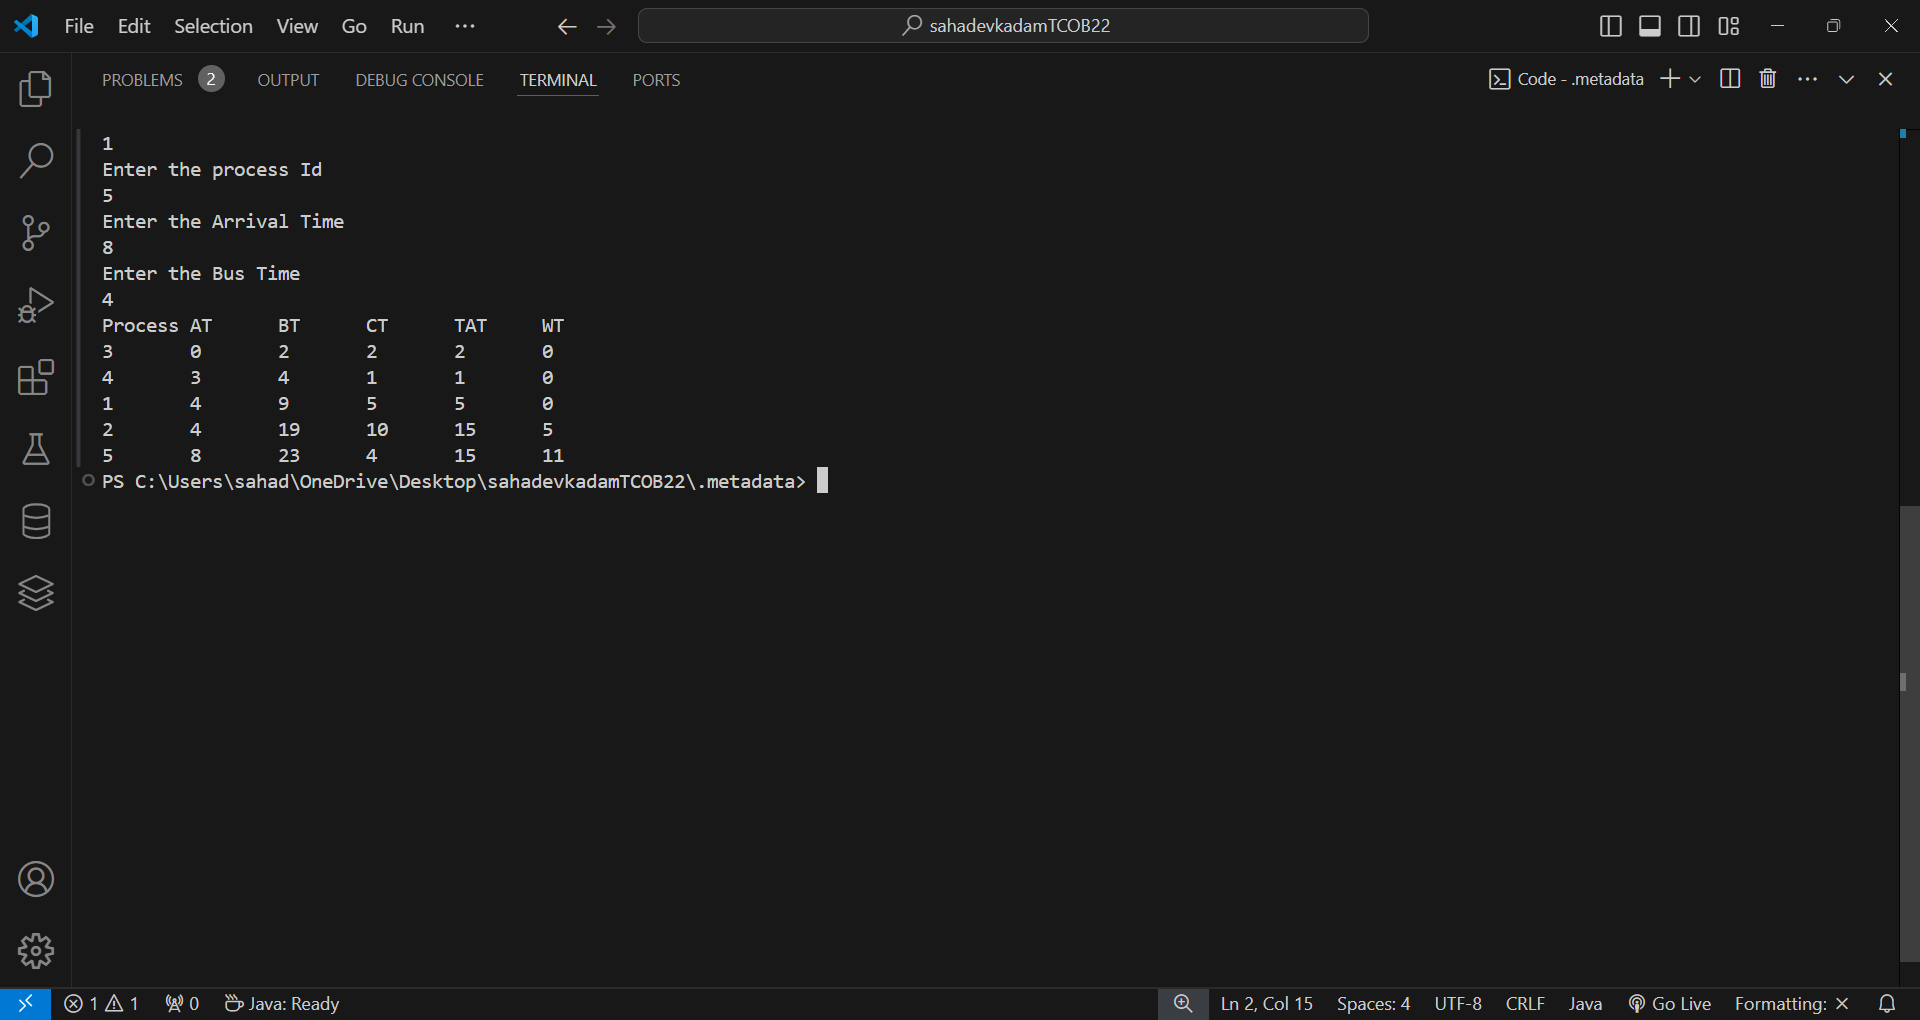 File Edit Selection View Go Run ··· sahadevkadamTCOB22
PROBLEMS 2 OUTPUT DEBUG CONSOLE TERMINAL PORTS Code - .metadata
1
Enter the process Id
5
Enter the Arrival Time
8
Enter the Bus Time
4
Process AT BT CT TAT WT
3 0 2 2 2 0
4 3 4 1 1 0
1 4 9 5 5 0
2 4 19 10 15 5
5 8 23 4 15 11
PS C:\Users\sahad\OneDrive\Desktop\sahadevkadamTCOB22\.metadata>
1 1 0 Java: Ready Ln 2, Col 15 Spaces: 4 UTF-8 CRLF Java Go Live Formatting: ×